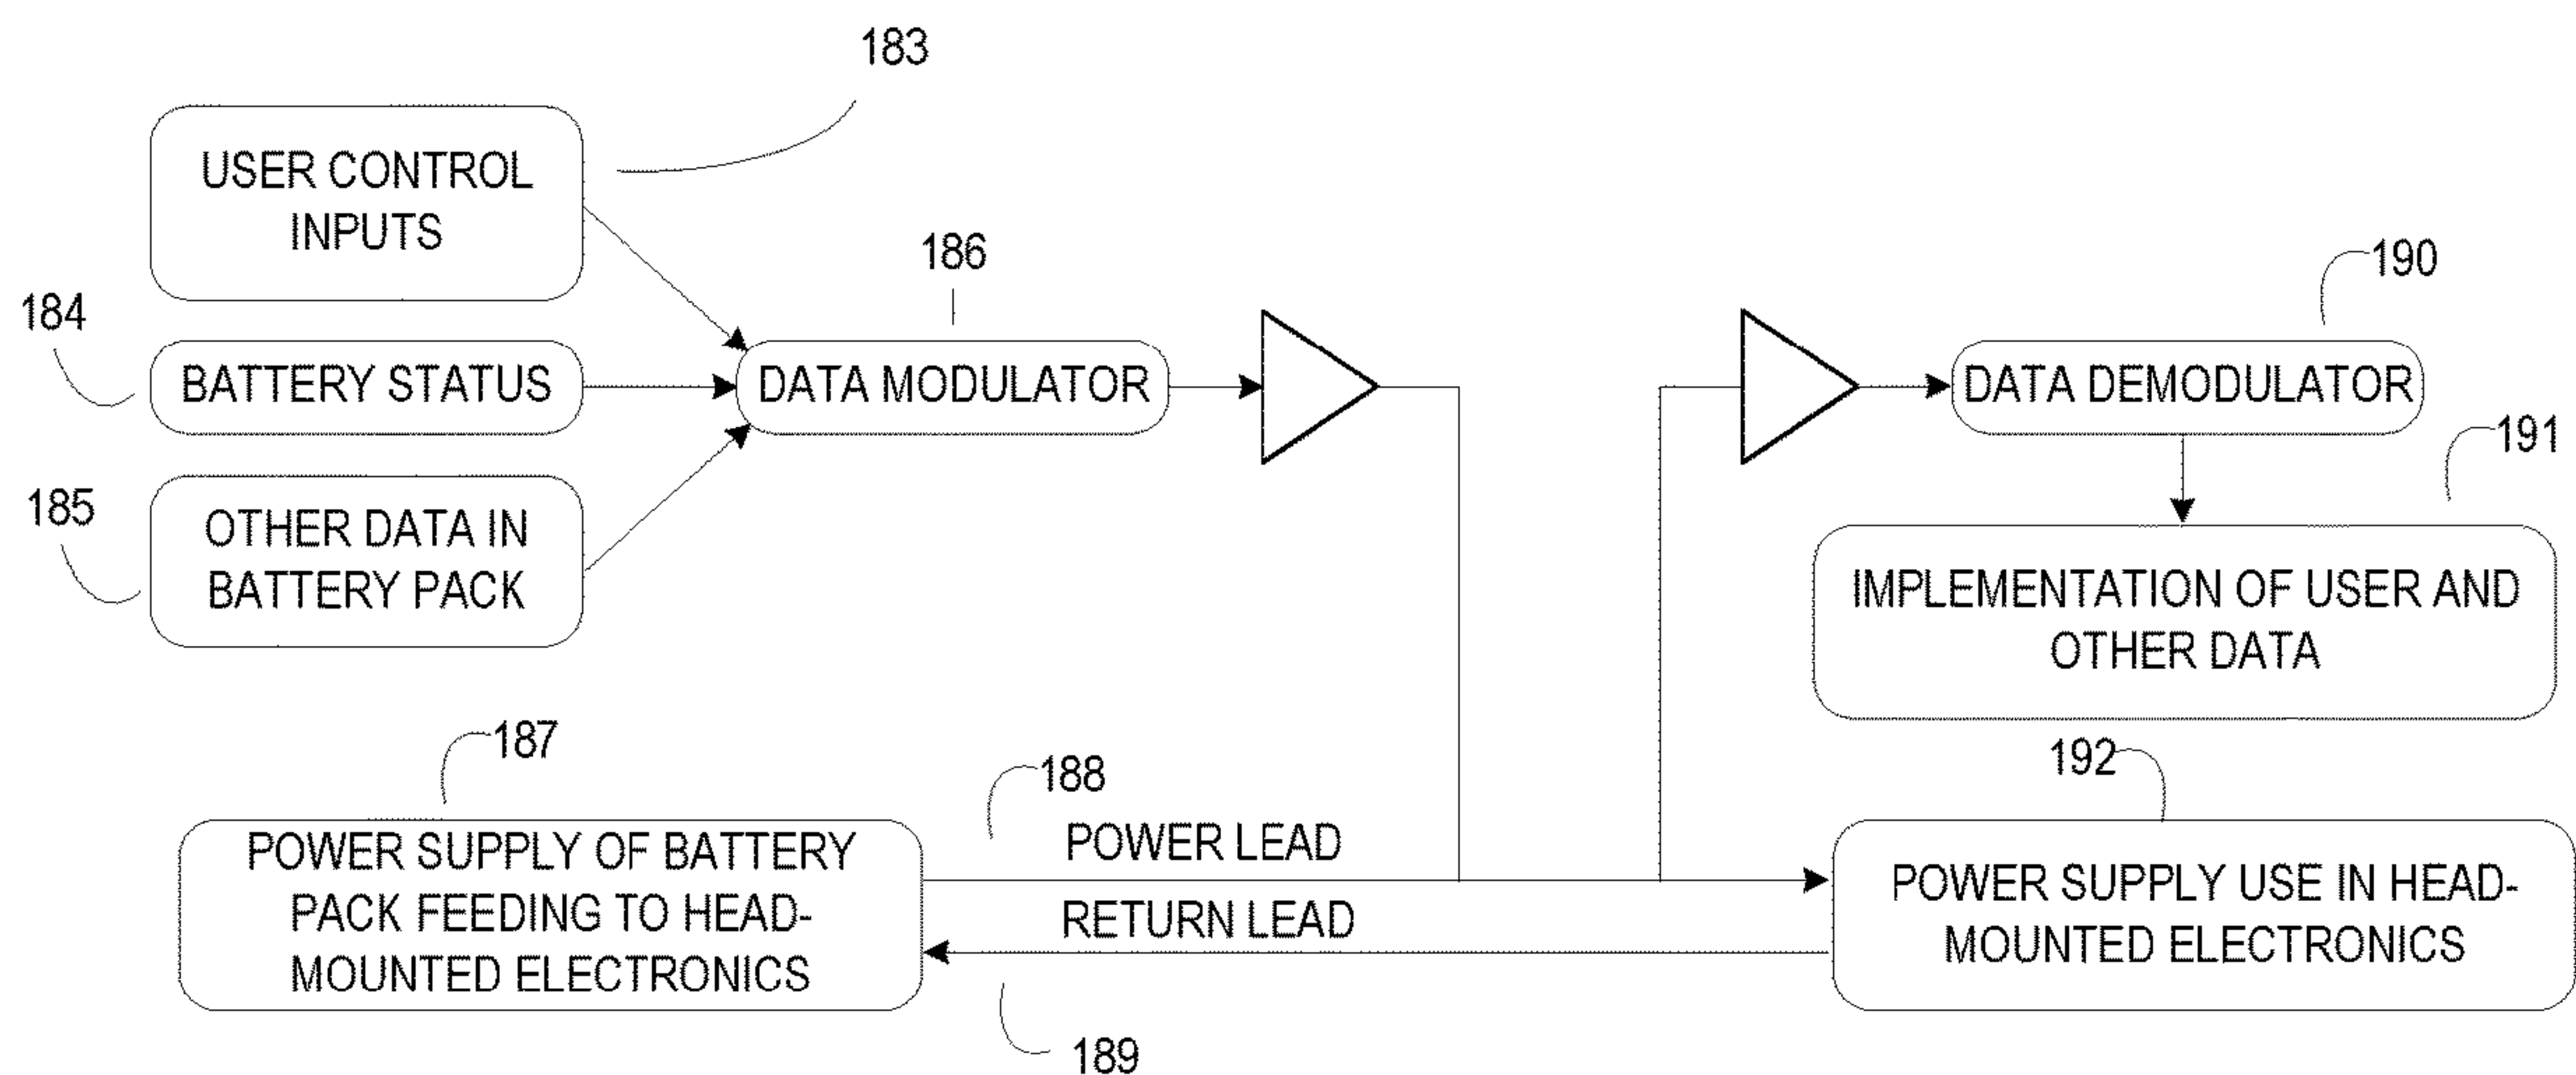 183
USER CONTROL
INPUTS
186
190
184
BATTERY STATUS
DATA MODULATOR
DATA DEMODULATOR
191
185
OTHER DATA IN
BATTERY PACK
IMPLEMENTATION OF USER AND
OTHER DATA
187
188
192
POWER SUPPLY OF BATTERY
PACK FEEDING TO HEAD-
MOUNTED ELECTRONICS
POWER LEAD
RETURN LEAD
POWER SUPPLY USE IN HEAD-
MOUNTED ELECTRONICS
189